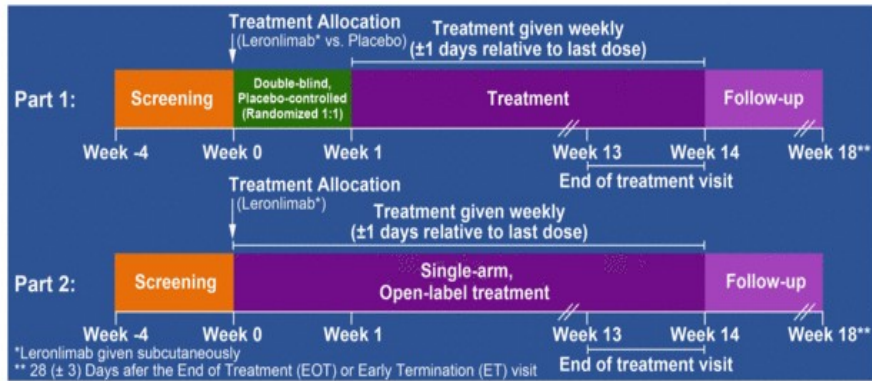 Treatment Allocation
(Leronlimab* vs. Placebo)
Treatment given weekly
(±1 days relative to last dose)
Part 1:
Screening
Double-blind,
Placebo-controlled
(Randomized 1:1)
Treatment
Follow-up
Week -4
Week 0
Week 1
Week 13
Week 14
Week 18**
End of treatment visit
Treatment Allocation
(Leronlimab*)
Treatment given weekly
(±1 days relative to last dose)
Part 2:
Screening
Single-arm,
Open-label treatment
Follow-up
Week -4
Week 0
Week 1
Week 13
Week 14
Week 18**
End of treatment visit
*Leronlimab given subcutaneously
** 28 (± 3) Days afer the End of Treatment (EOT) or Early Termination (ET) visit